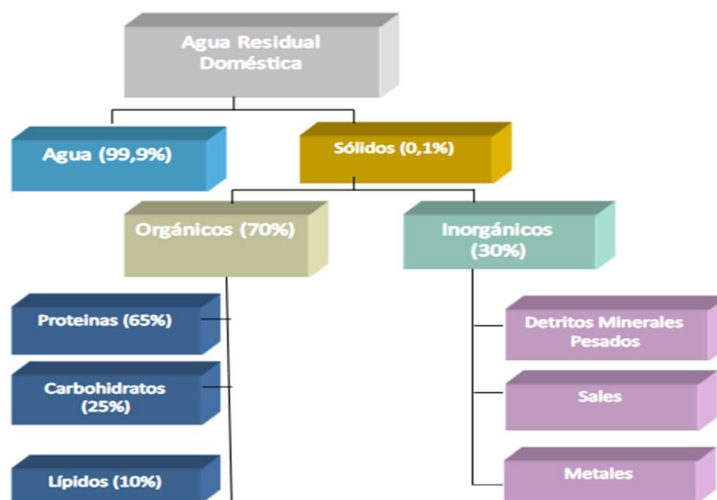 Agua Residual
Doméstica
Agua (99,9%)
Sólidos (0,1%)
Orgánicos (70%)
Inorgánicos
(30%)
Proteinas (65%)
Carbohidratos
(25%)
Lípidos (10%)
Detritos Minerales
Pesados
Sales
Metales